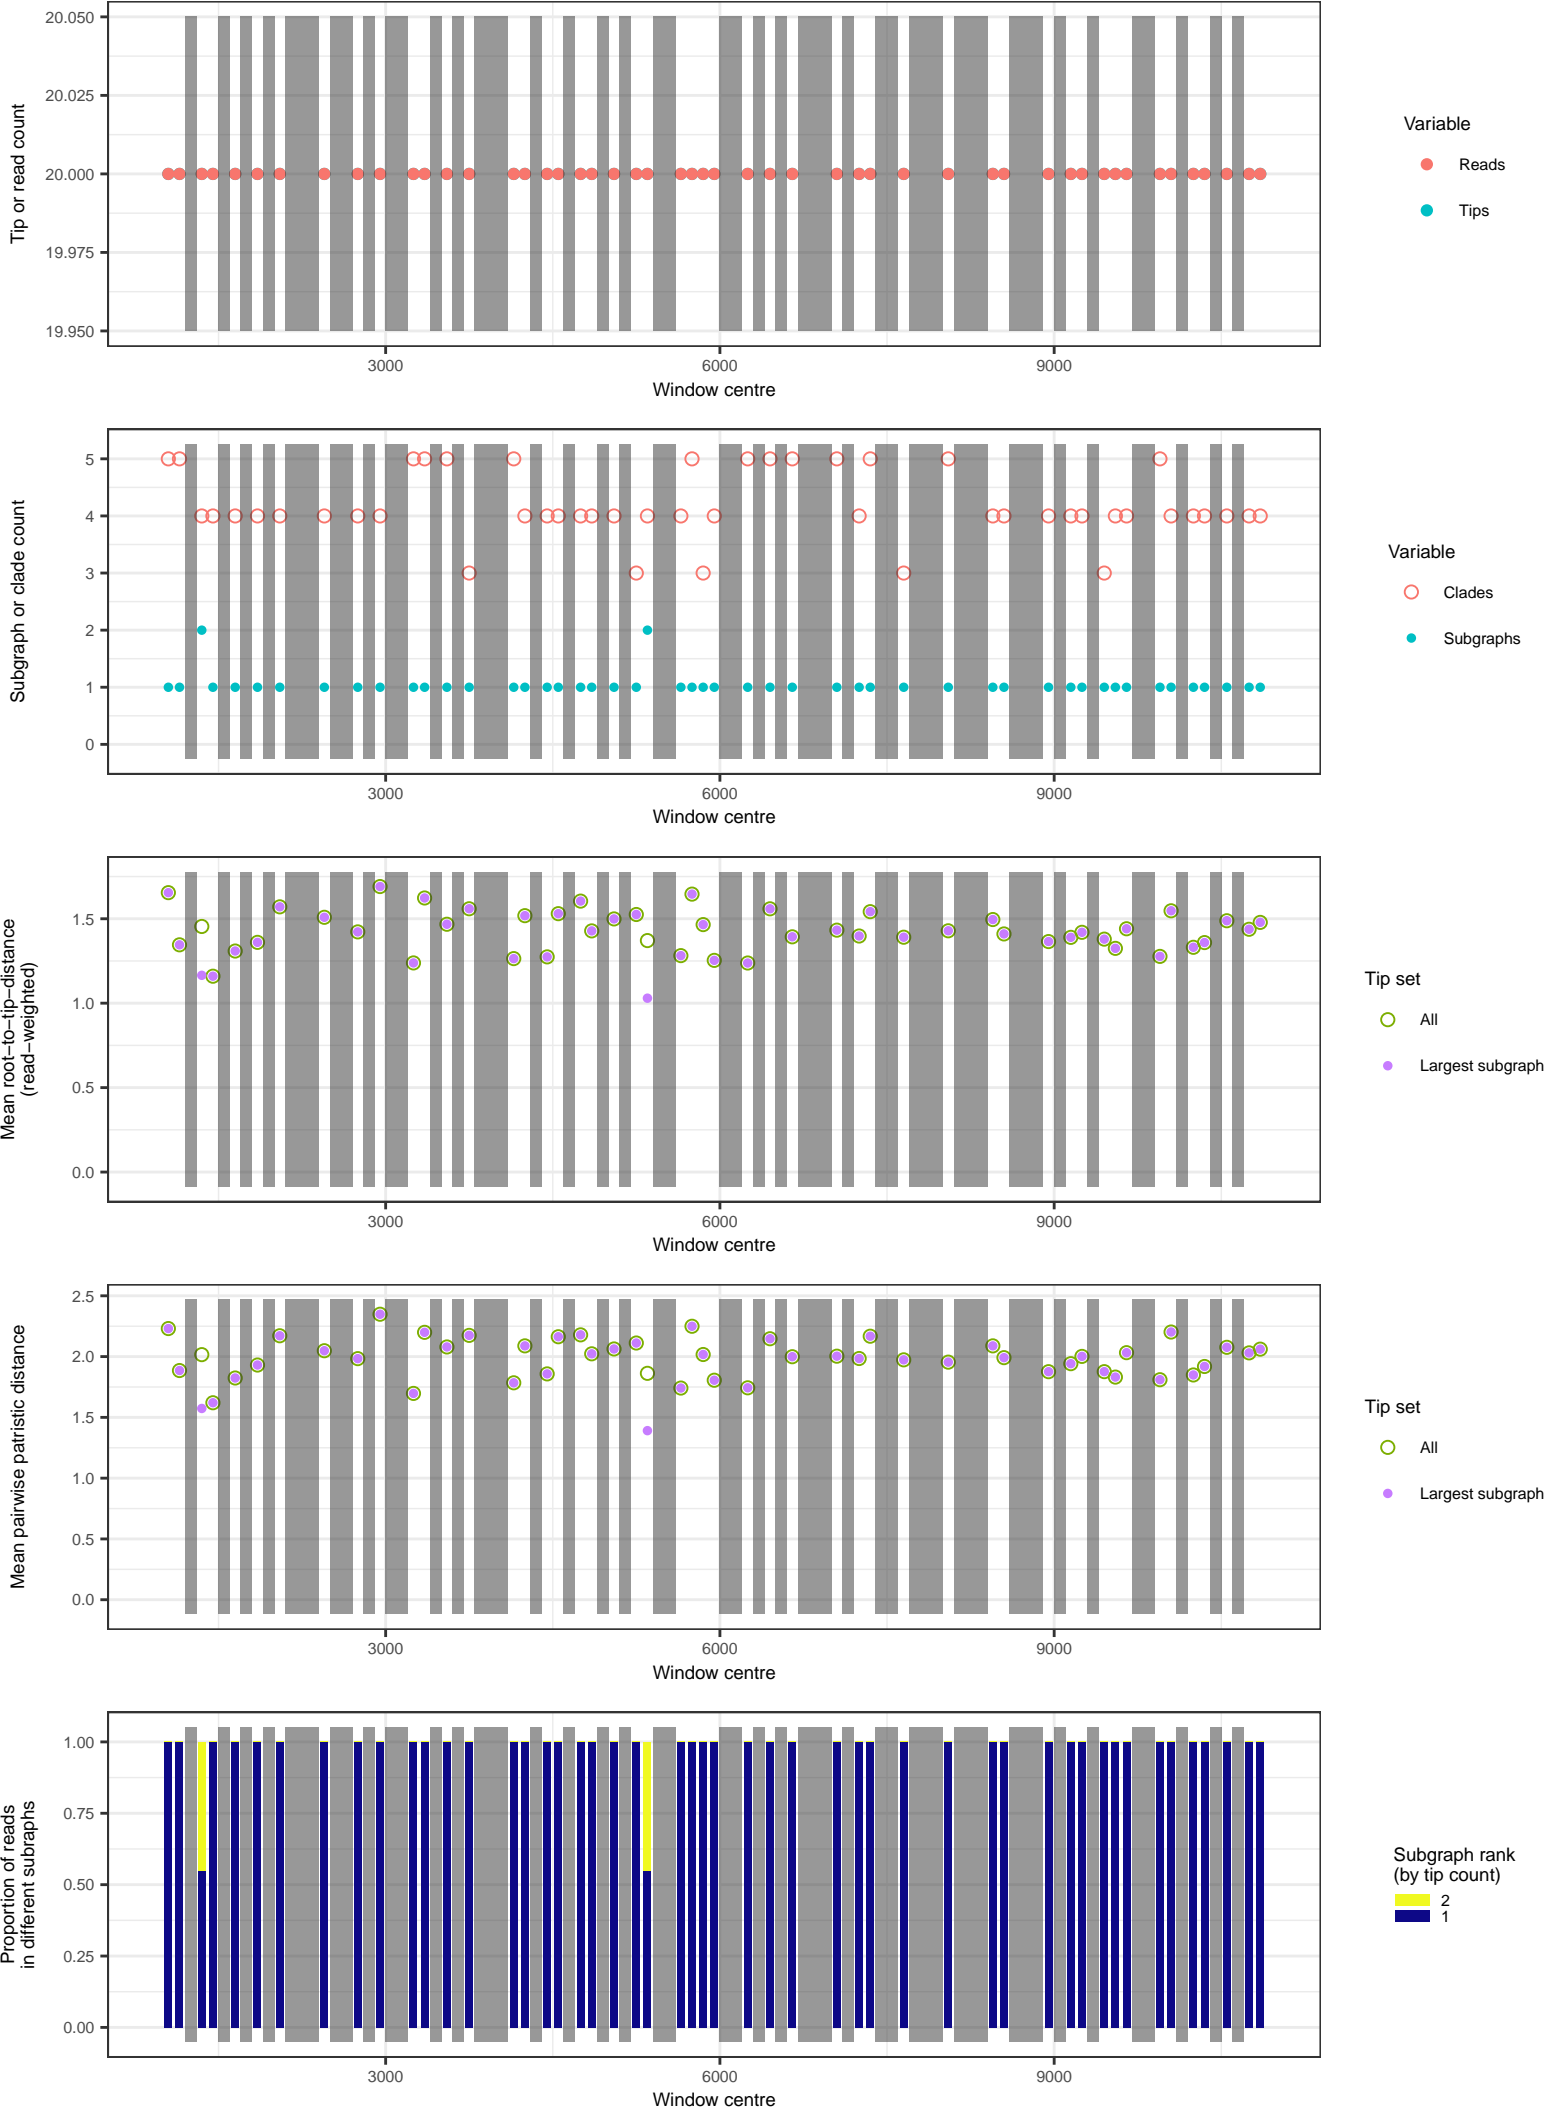 20.050
20.025
20.000
19.975
19.950
Tip or read count
3000
6000
9000
Window centre
Variable
Reads
Tips
5
4
3
2
1
0
Subgraph or clade count
3000
6000
9000
Window centre
Variable
Clades
Subgraphs
1.5
1.0
0.5
0.0
Mean root−to−tip−distance
(read−weighted)
3000
6000
9000
Window centre
Tip set
All
Largest subgraph
2.5
2.0
1.5
1.0
0.5
0.0
Mean pairwise patristic distance
3000
6000
9000
Window centre
Tip set
All
Largest subgraph
1.00
0.75
0.50
0.25
0.00
Proportion of reads
in different subraphs
3000
6000
9000
Window centre
Subgraph rank
(by tip count)
2
1